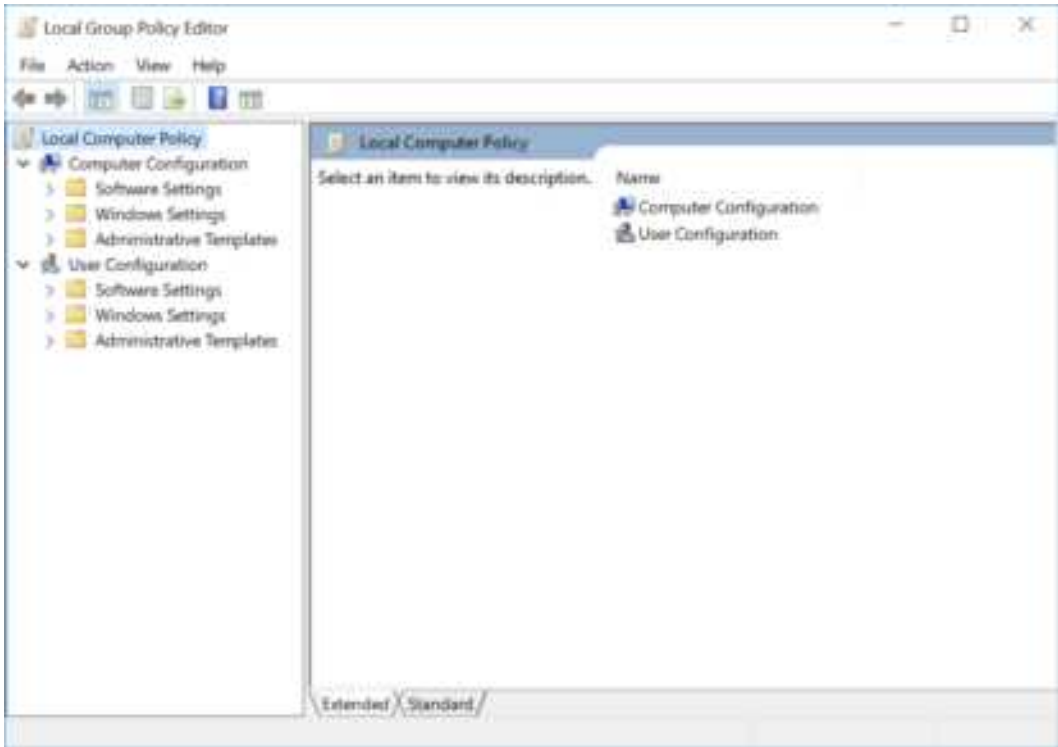 Local Group Policy Editor
File Action View Help
Local Computer Policy
Computer Configuration
Software Settings
Windows Settings
Administrative Templates
User Configuration
Software Settings
Windows Settings
Administrative Templates
Local Computer Policy
Select an item to view its description.
Name
Computer Configuration
User Configuration
Extended Standard